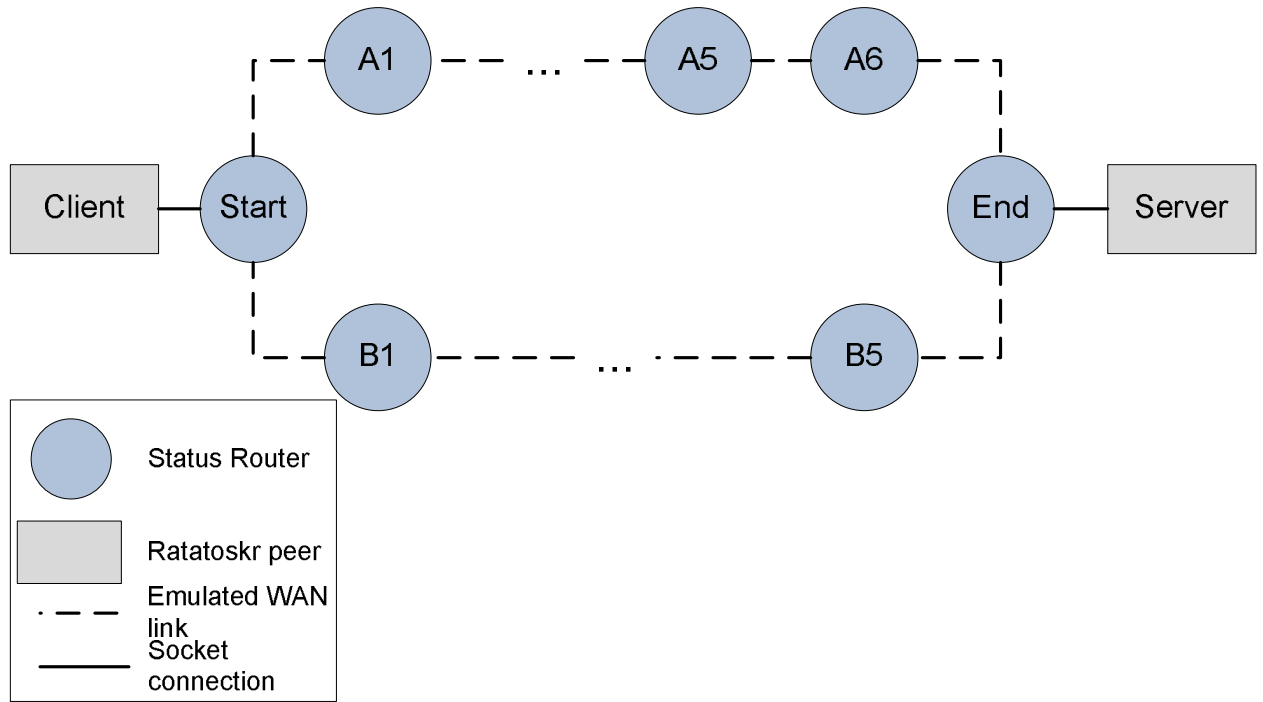 A1
...
A5
A6
Client
Start
End
Server
B1
...
B5
Status Router
Ratatoskr peer
Emulated WAN
link
Socket
connection